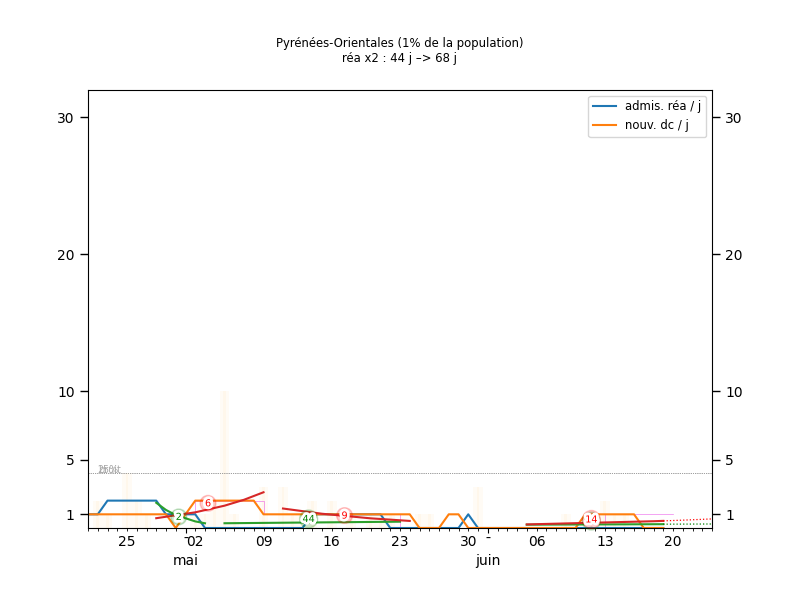 Pyrénées-Orientales (1% de la population)
réa x2 : 44 j –> 68 j
admis. réa / j
nouv. dc / j
30 30
20 20
10 10
5 5
1 1
6
2
44
9
14
25 02 09 16 23 30 06 13 20
mai juin